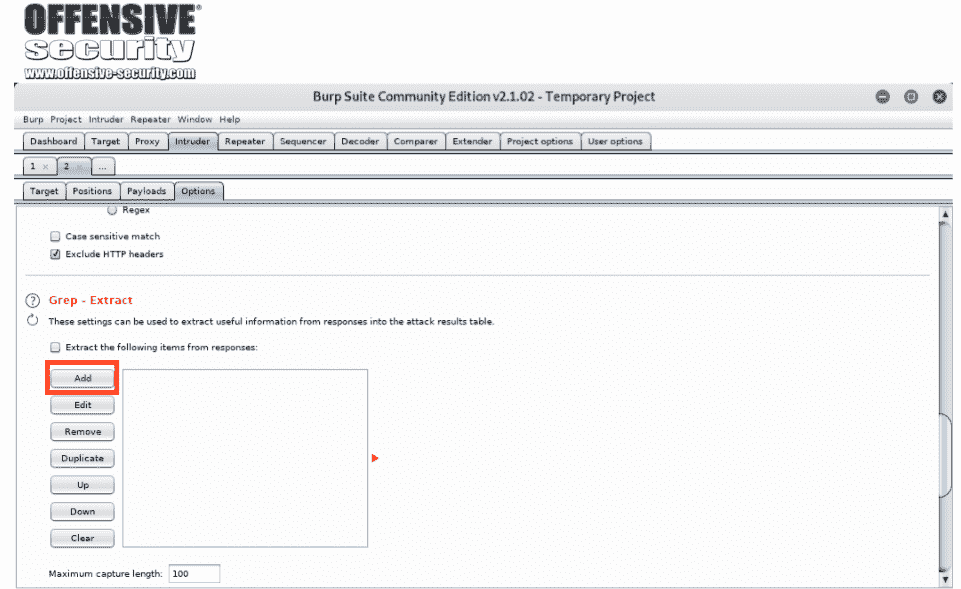 OFFENSIVE®
security
www.offensive-security.com
Burp Suite Community Edition v2.1.02 - Temporary Project
Burp Project Intruder Repeater Window Help
Dashboard Target Proxy Intruder Repeater Sequencer Decoder Comparer Extender Project options User options
1 × 2 × ...
Target Positions Payloads Options
Regex
Case sensitive match
Exclude HTTP headers
? Grep - Extract
These settings can be used to extract useful information from responses into the attack results table.
Extract the following items from responses:
Add
Edit
Remove
Duplicate
Up
Down
Clear
Maximum capture length: 100